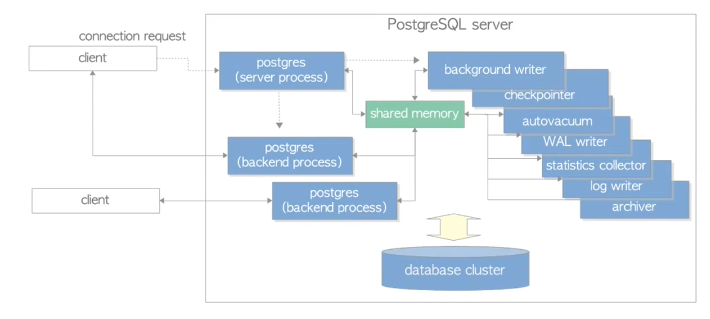 PostgreSQL server
connection request
client
postgres
(server process)
background writer
checkpointer
shared memory
autovacuum
WAL writer
postgres
(backend process)
statistics collector
log writer
client
postgres
(backend process)
archiver
database cluster